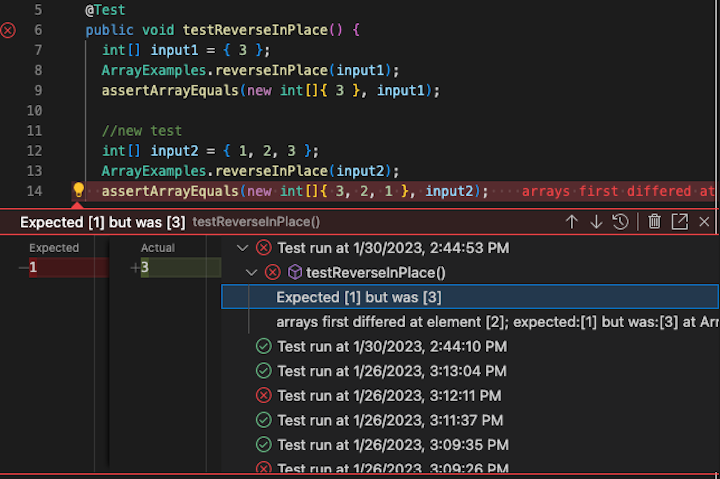 5 @Test
6 public void testReverseInPlace() {
7 int[] input1 = { 3 };
8 ArrayExamples.reverseInPlace(input1);
9 assertArrayEquals(new int[]{ 3 }, input1);
10
11 //new test
12 int[] input2 = { 1, 2, 3 };
13 ArrayExamples.reverseInPlace(input2);
14 assertArrayEquals(new int[]{ 3, 2, 1 }, input2); arrays first differed at
Expected [1] but was [3] testReverseInPlace()
Expected Actual
−1 +3
Test run at 1/30/2023, 2:44:53 PM
testReverseInPlace()
Expected [1] but was [3]
arrays first differed at element [2]; expected:[1] but was:[3] at Arr
Test run at 1/30/2023, 2:44:10 PM
Test run at 1/26/2023, 3:13:04 PM
Test run at 1/26/2023, 3:12:11 PM
Test run at 1/26/2023, 3:11:37 PM
Test run at 1/26/2023, 3:09:35 PM
Test run at 1/26/2023, 3:09:26 PM